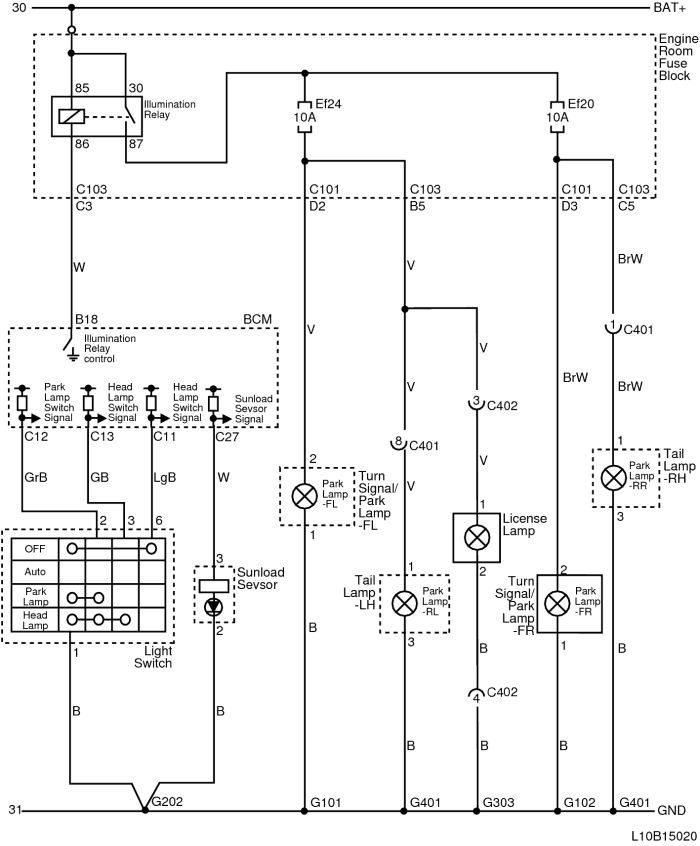 30 BAT+
Engine
Room
Fuse
Block
85 30
Illumination
Relay
86 87
Ef24
10A
Ef20
10A
C103 C101 C103 C101 C103
C3 D2 B5 D3 C5
W
V
BrW
B18 BCM
Illumination
Relay
control
1 C401
V
V
BrW
BrW
Park
Lamp
Switch
Signal
Head
Lamp
Switch
Signal
Head
Lamp
Switch
Signal
Sunload
Sevsor
Signal
V
3 C402
C12 C13 C11 C27
8 C401
GrB GB LgB W
V
V
2
Park
Lamp
-FL
Turn
Signal/
Park
Lamp
-FL
1
1
Park
Lamp
-RR
Tail
Lamp
-RH
3
2 3 6
OFF
Auto
Park
Lamp
Head
Lamp
1
Light
Switch
3
Sunload
Sevsor
2
1
License
Lamp
2
1
Tail
Lamp
-LH
Park
Lamp
-RL
3
2
Turn
Signal/
Park
Lamp
-FR
Park
Lamp
-FR
1
B B B
4 C402
B B
B B B
31 G202 G101 G401 G303 G102 G401 GND
L10B15020